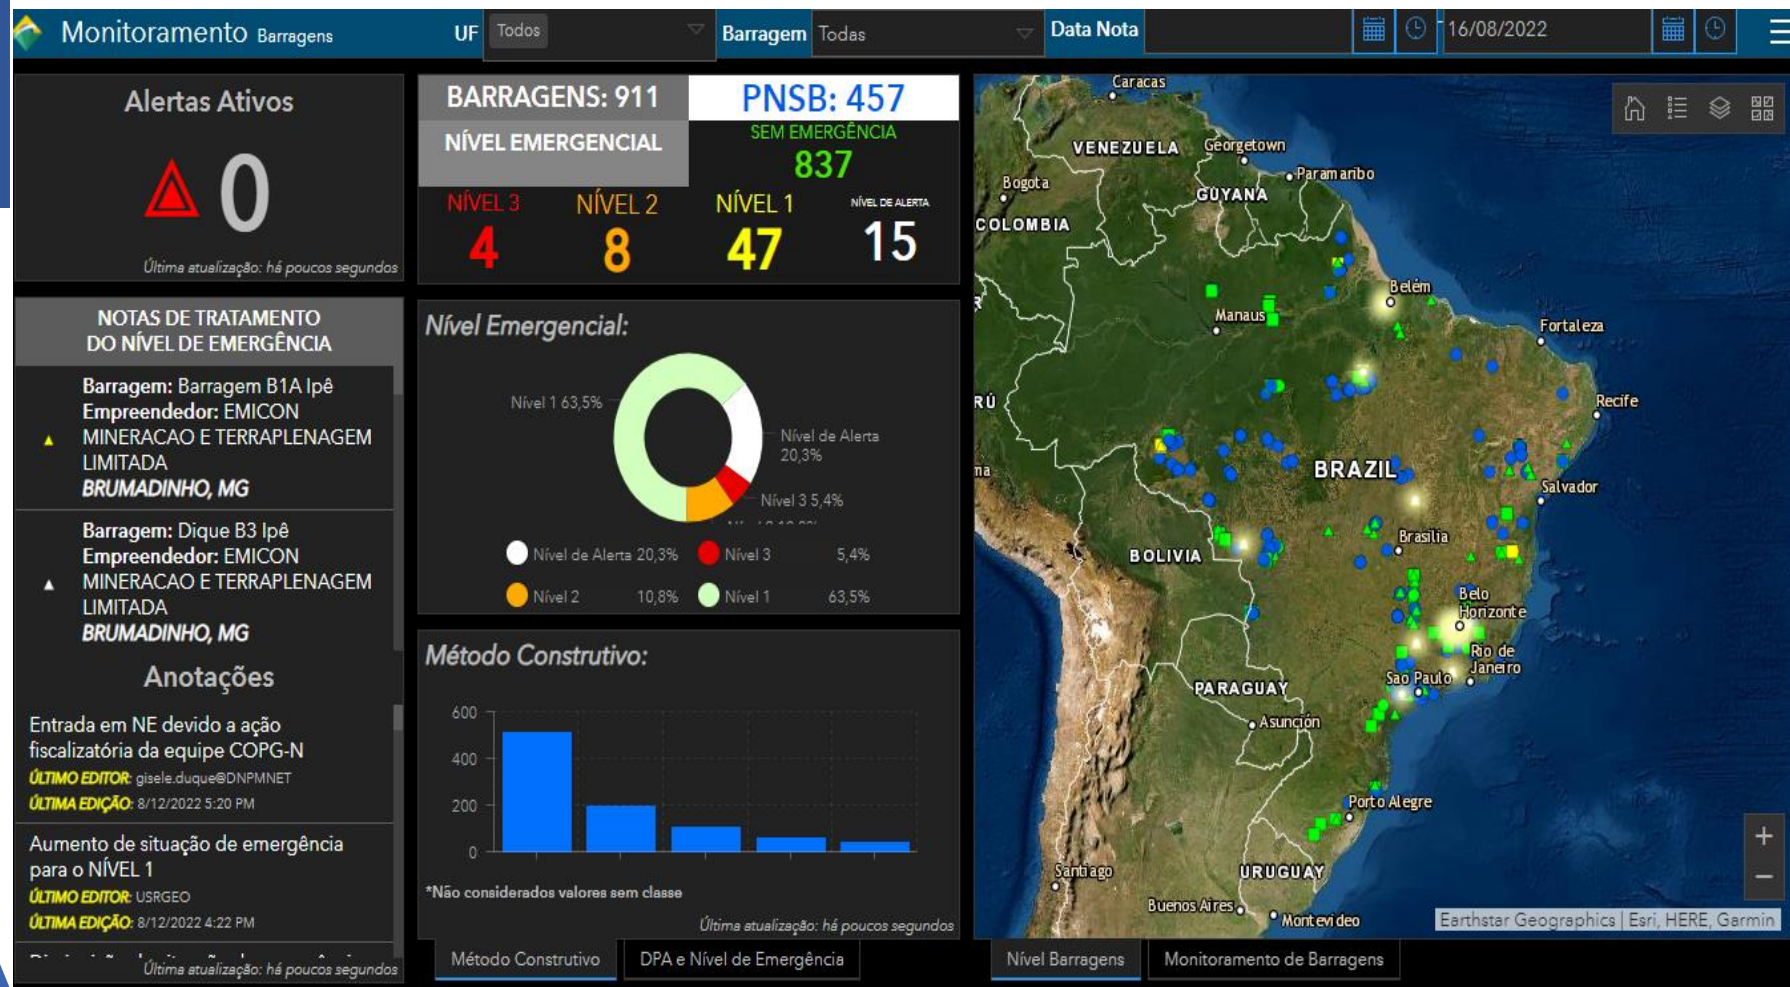 Monitoramento Barragens
UF Todos
Barragem Todas
Data Nota
16/08/2022
Alertas Ativos
0
Última atualização: há poucos segundos
BARRAGENS: 911
PNSB: 457
NÍVEL EMERGENCIAL
SEM EMERGÊNCIA
837
NÍVEL 3
4
NÍVEL 2
8
NÍVEL 1
47
NÍVEL DE ALERTA
15
NOTAS DE TRATAMENTO
DO NÍVEL DE EMERGÊNCIA
Barragem: Barragem B1A Ipê
Empreendedor: EMICON
MINERACAO E TERRAPLENAGEM
LIMITADA
BRUMADINHO, MG
Barragem: Dique B3 Ipê
Empreendedor: EMICON
MINERACAO E TERRAPLENAGEM
LIMITADA
BRUMADINHO, MG
Anotações
Entrada em NE devido a ação
fiscalizatória da equipe COPG-N
ÚLTIMO EDITOR: gisele.duque@DNPMNET
ÚLTIMA EDIÇÃO: 8/12/2022 5:20 PM
Aumento de situação de emergência
para o NÍVEL 1
ÚLTIMO EDITOR: USRGEO
ÚLTIMA EDIÇÃO: 8/12/2022 4:22 PM
Última atualização: há poucos segundos
Nível Emergencial:
Nível 1 63,5%
Nível de Alerta
20,3%
Nível 3 5,4%
Nível de Alerta 20,3%
Nível 3 5,4%
Nível 2 10,8%
Nível 1 63,5%
Método Construtivo:
600
400
200
0
*Não considerados valores sem classe
Última atualização: há poucos segundos
Método Construtivo
DPA e Nível de Emergência
Caracas
VENEZUELA
Georgetown
Paramaribo
Bogota
GUYANA
COLOMBIA
Belém
Manaus
Fortaleza
RÚ
Recife
ma
BRAZIL
Salvador
Brasília
BOLIVIA
Belo
Horizonte
Rio de
Janeiro
Sao Paulo
PARAGUAY
Asunción
Porto Alegre
Santiago
URUGUAY
Buenos Aires
Montevideo
+
−
Earthstar Geographics | Esri, HERE, Garmin
Nível Barragens
Monitoramento de Barragens